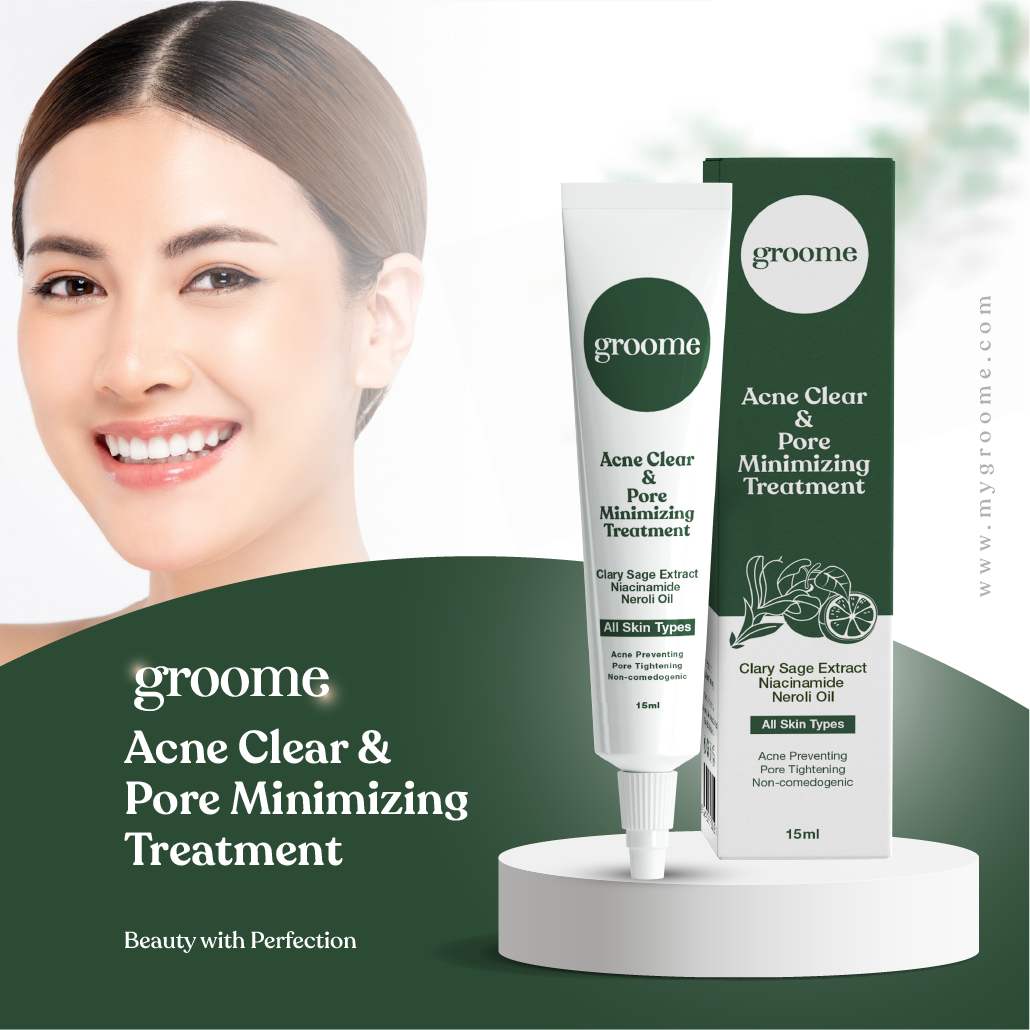 groome
Acne Clear
&
Pore
Minimizing
Treatment
Clary Sage Extract
Niacinamide
Neroli Oil
All Skin Types
Acne Preventing
Pore Tightening
Non-comedogenic
15ml
groome
Acne Clear
&
Pore
Minimizing
Treatment
Clary Sage Extract
Niacinamide
Neroli Oil
All Skin Types
Acne Preventing
Pore Tightening
Non-comedogenic
15ml
www.mygroome.com
groome
Acne Clear &
Pore Minimizing
Treatment
Beauty with Perfection